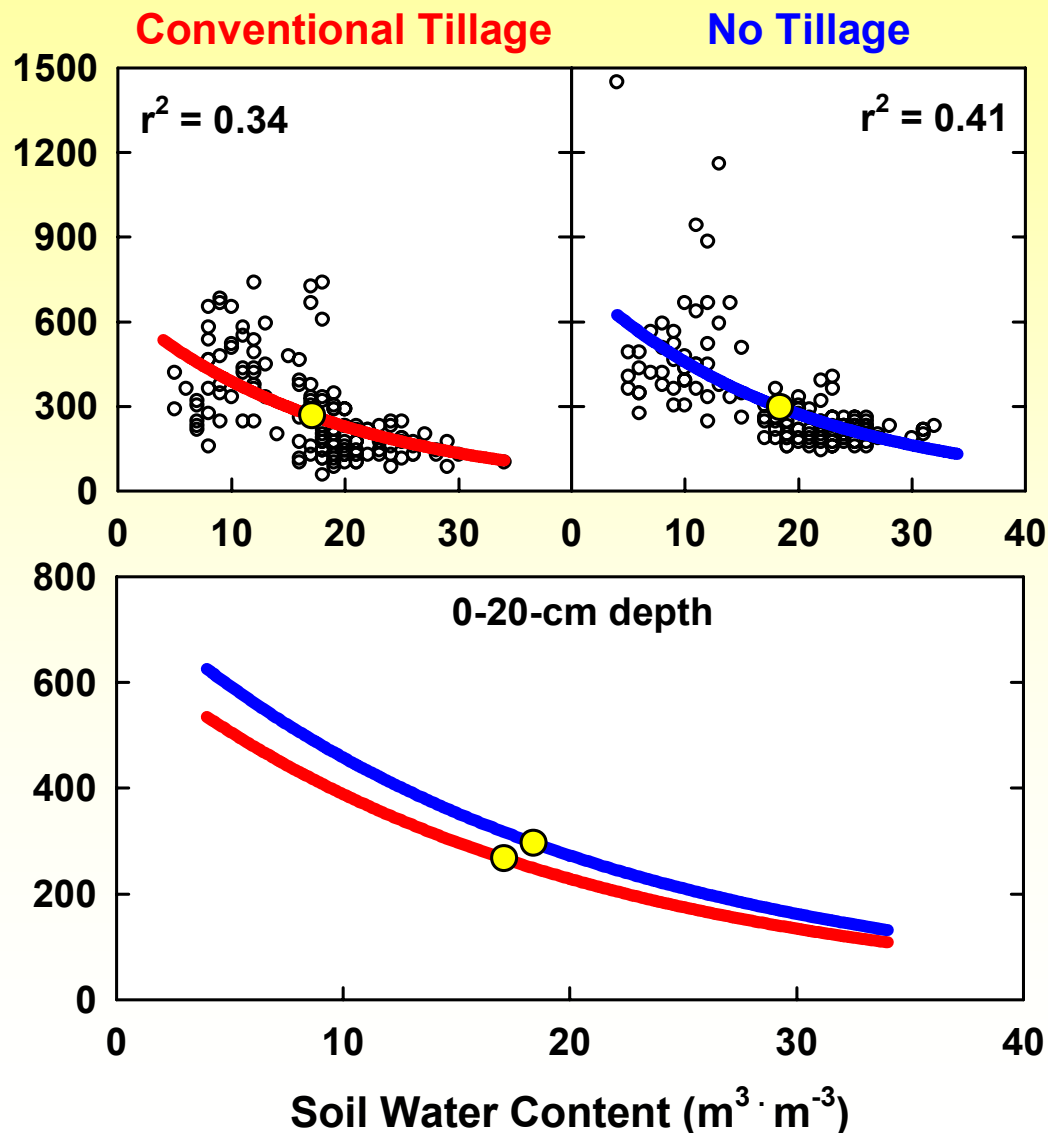 Conventional Tillage No Tillage
1500
r² = 0.34 r² = 0.41
1200
900
600
300
0
0 10 20 30 0 10 20 30 40
800
0-20-cm depth
600
400
200
0
0 10 20 30 40
Soil Water Content (m³ · m⁻³)